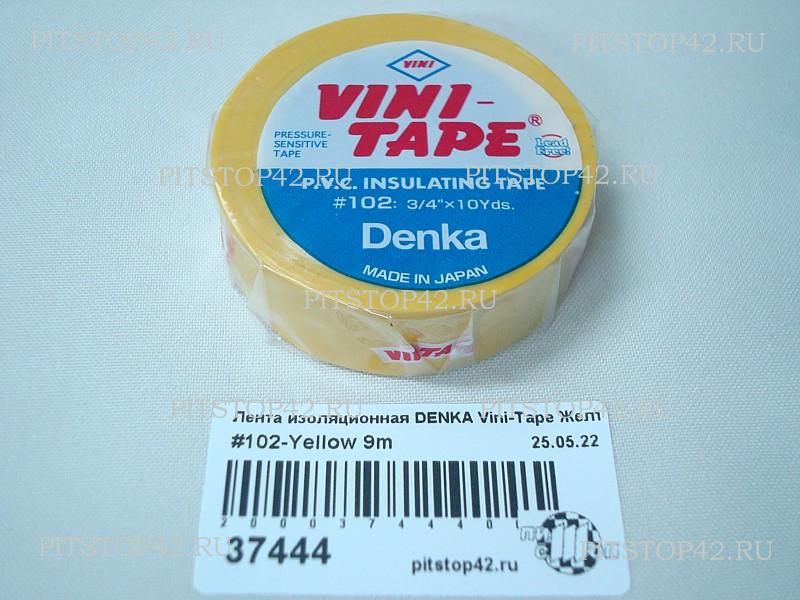 PITSTOP42.RU
PITSTOP42.RU
VINI
VINI-
TAPE®
PRESSURE-
SENSITIVE
TAPE
Lead
Free!
PITSTOP42.RU
PITSTOP42.RU
P.V.C. INSULATING TAPE
#102: 3/4"×10Yds.
Denka
MADE IN JAPAN
PITSTOP42.RU
PITSTOP42.RU
PITSTOP42.RU
Лента изоляционная DENKA Vini-Tape Желт
#102-Yellow 9m
25.05.22
37444
pitstop42.ru
PITSTOP42.RU
PITSTOP42.RU